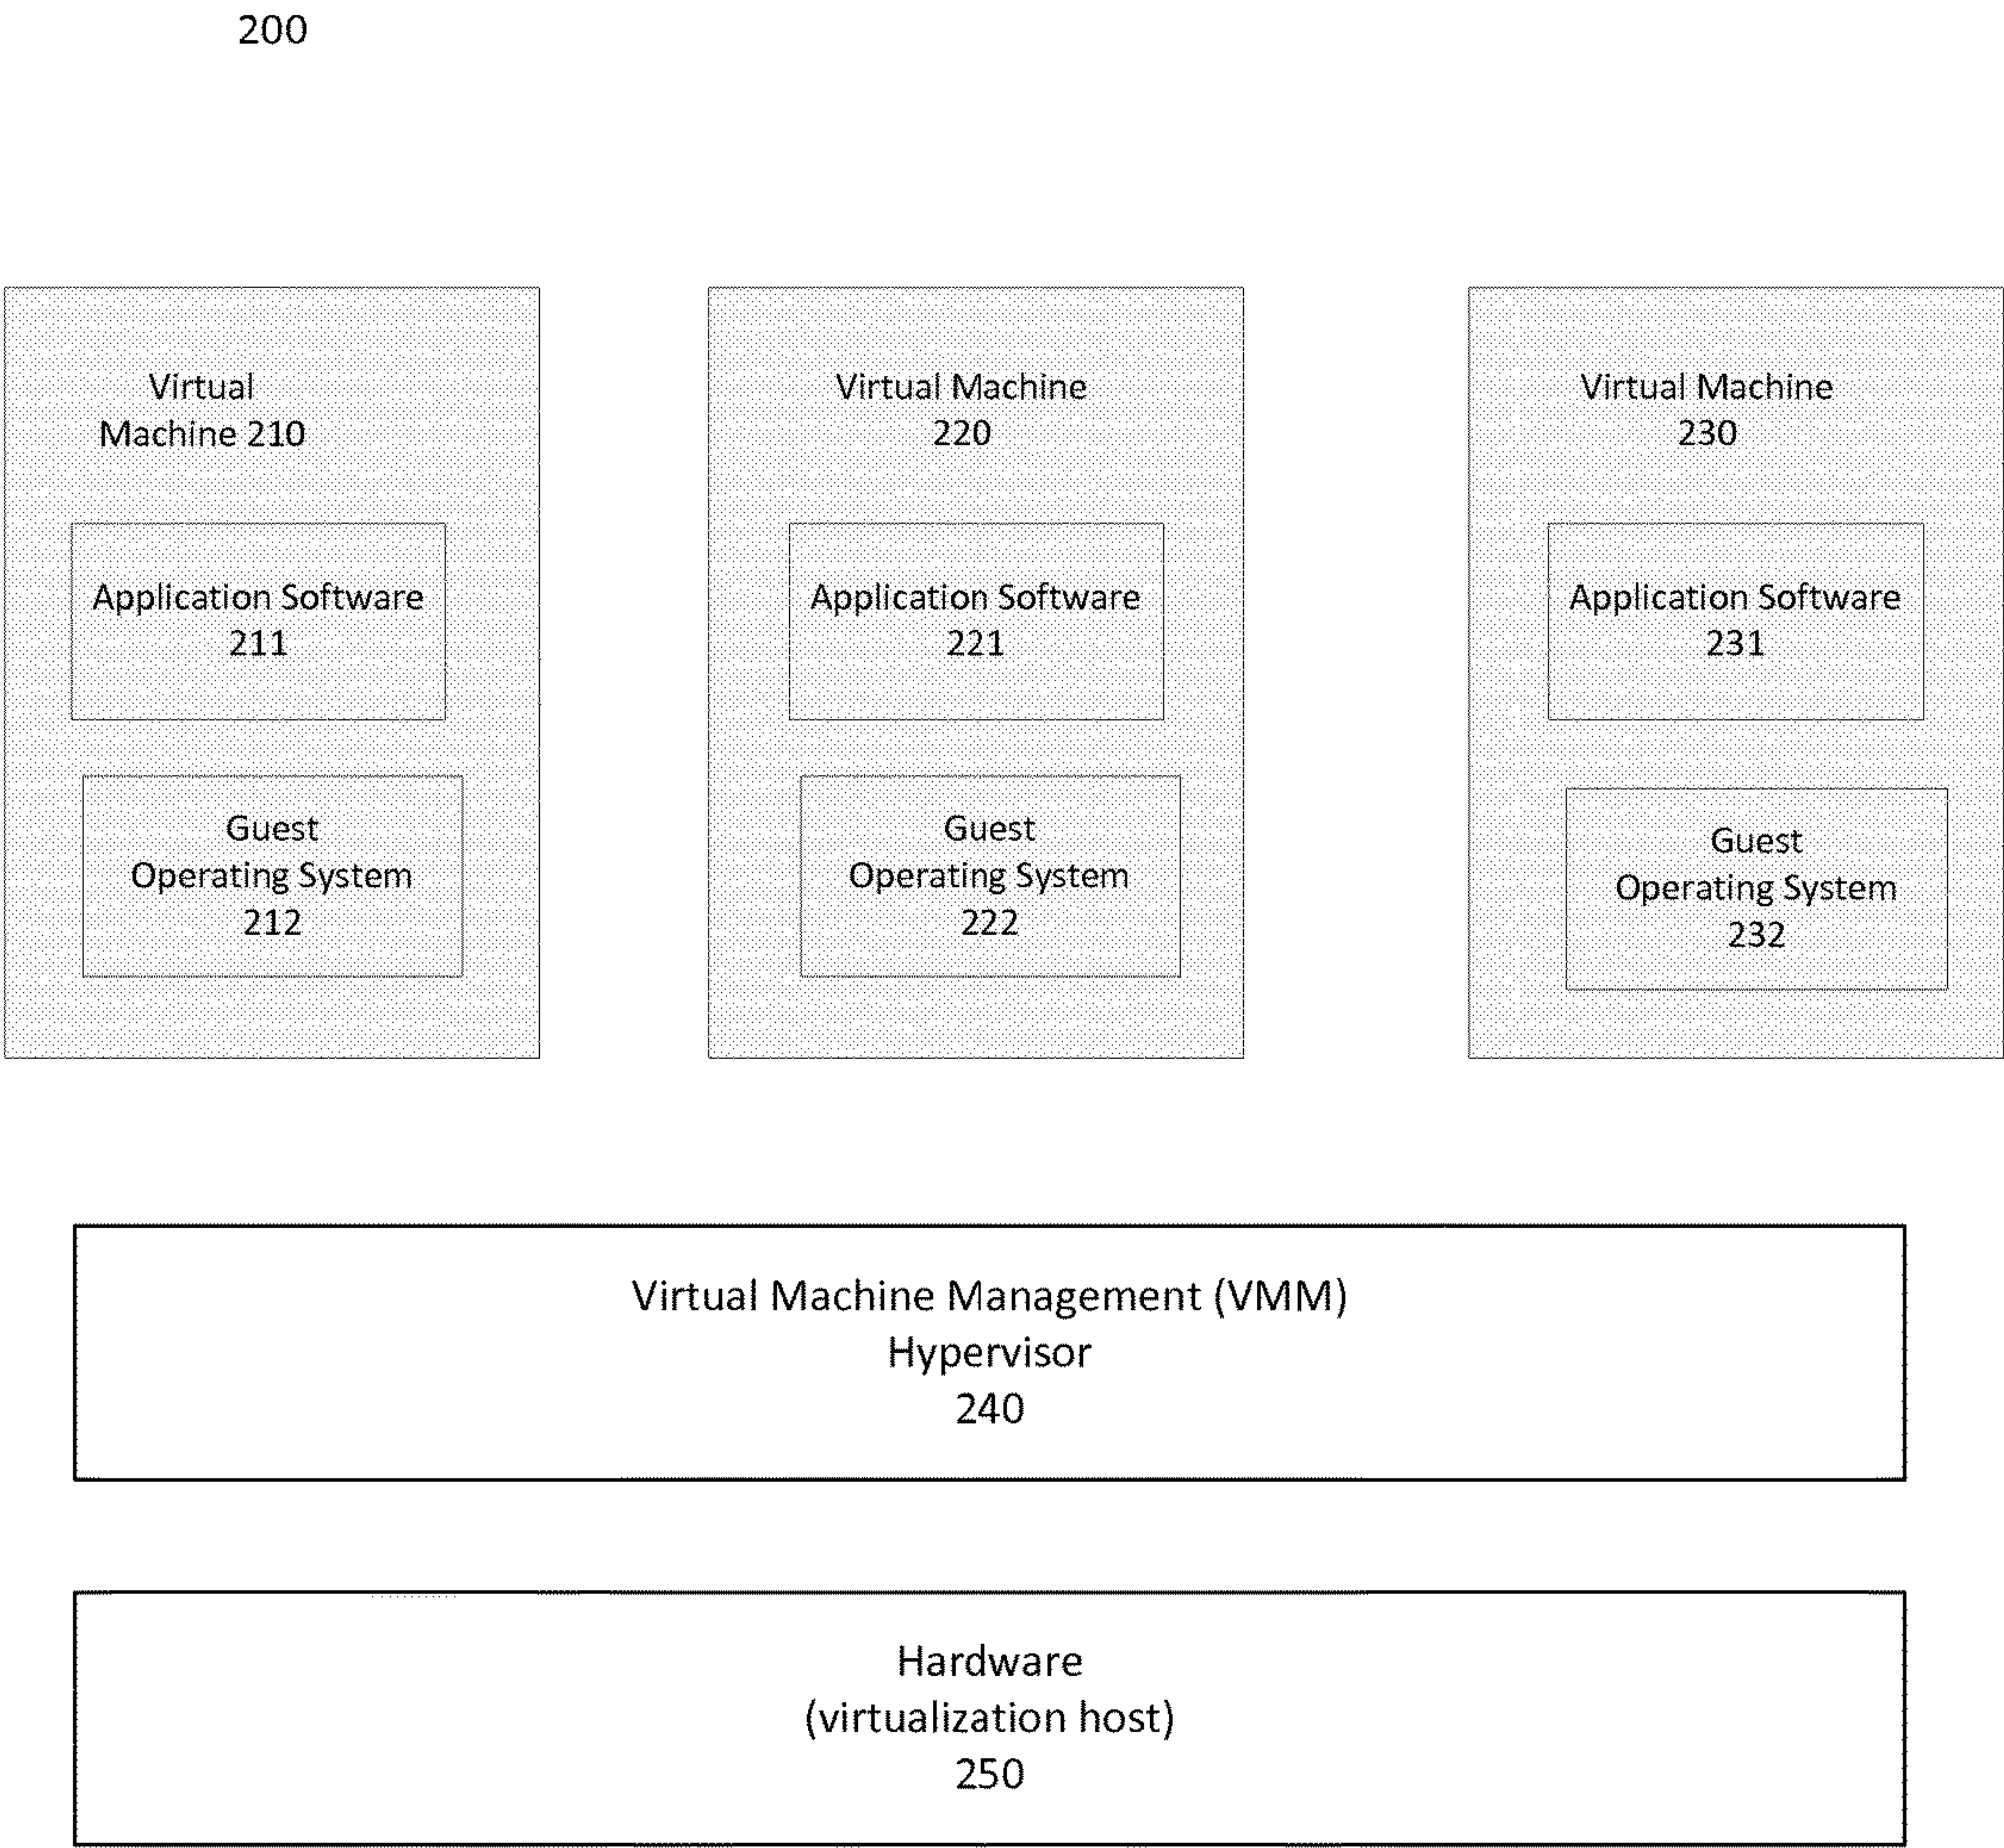 200
Virtual
Machine 210
Application Software
211
Guest
Operating System
212
Virtual Machine
220
Application Software
221
Guest
Operating System
222
Virtual Machine
230
Application Software
231
Guest
Operating System
232
Virtual Machine Management (VMM)
Hypervisor
240
Hardware
(virtualization host)
250